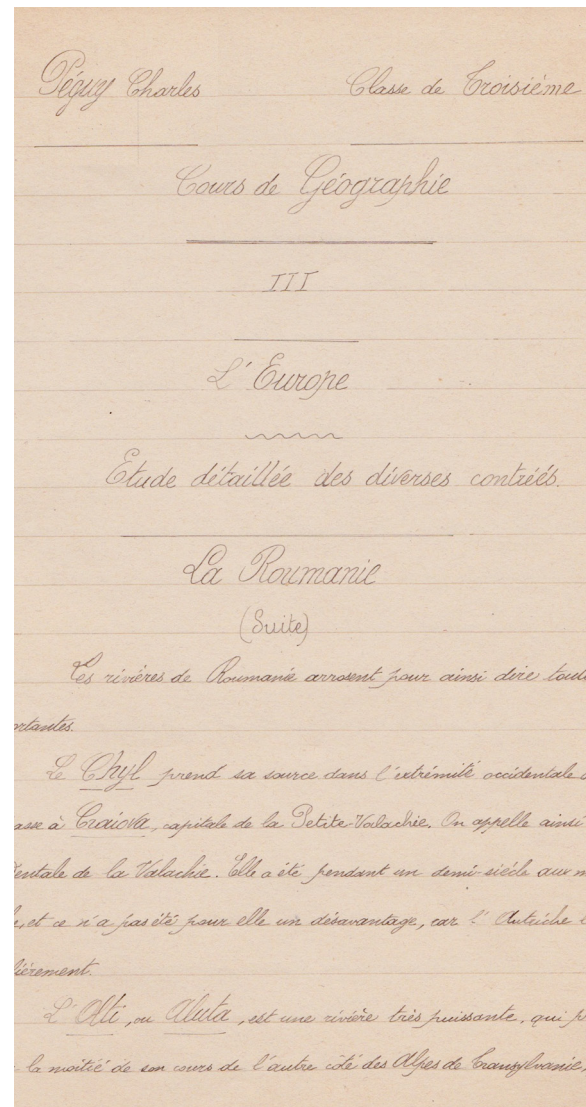 Péguy Charles Classe de Troisième
Cours de Géographie
III
L'Europe
Etude détaillée des diverses contrées.
La Roumanie
(Suite)
Les rivières de Roumanie arrosent pour ainsi dire tout
ortantes.
Le Chyl prend sa source dans l'extrémité occidentale
asse à Craiova, capitale de la Petite Valachie. On appelle ainsi
dentale de la Valachie. Elle a été pendant un demi-siècle aux m
e, et ce n'a pas été pour elle un désavantage, car l'Autriche
lièrement.
L'Olti, ou Aluta, est une rivière très puissante, qui p
la moitié de son cours de l'autre côté des Alpes de Transylvanie,